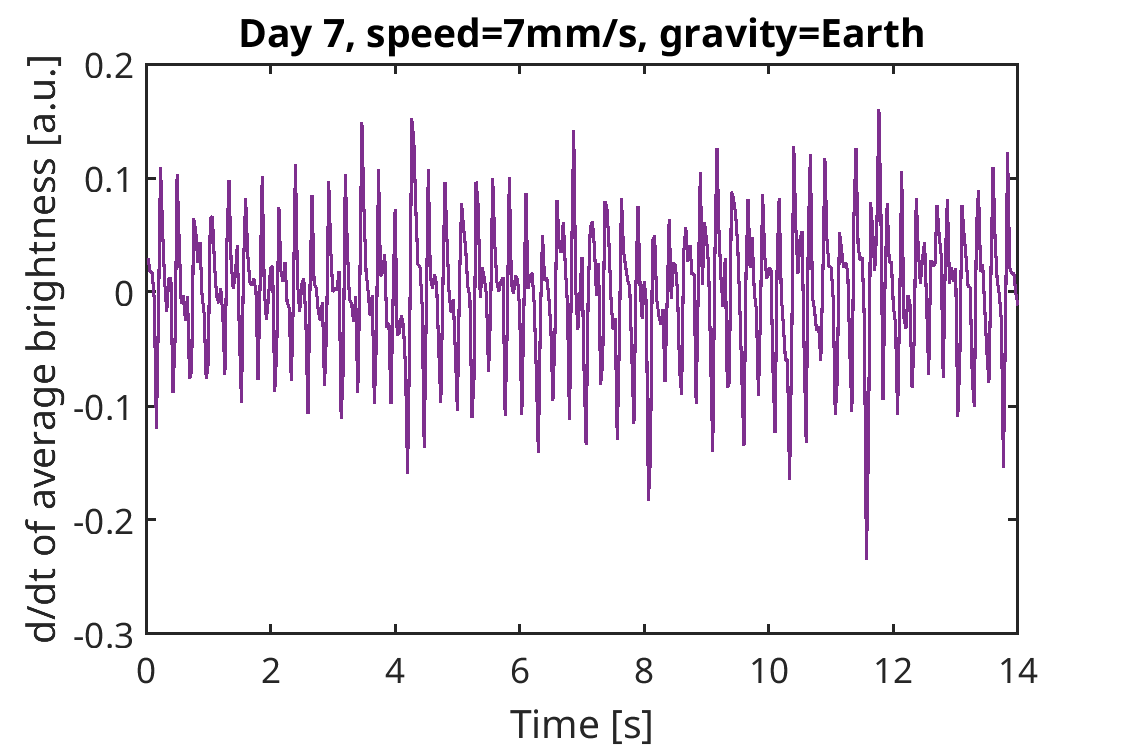 Day 7, speed=7mm/s, gravity=Earth
d/dt of average brightness [a.u.]
0.2
0.1
0
-0.1
-0.2
-0.3
0 2 4 6 8 10 12 14
Time [s]